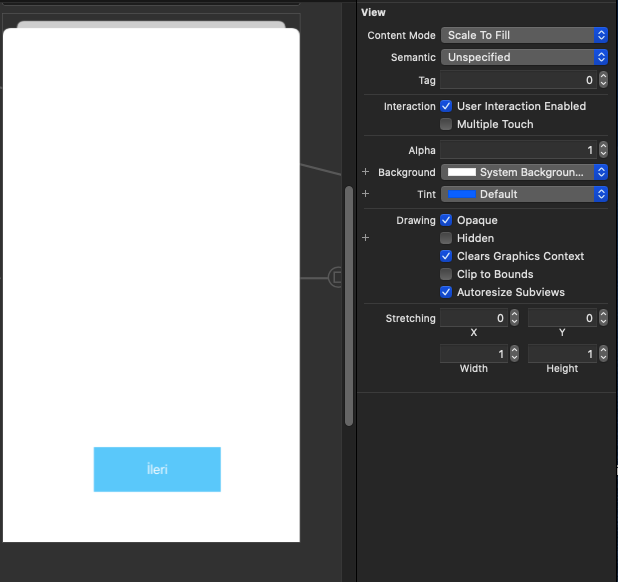 View
Content Mode Scale To Fill
Semantic Unspecified
Tag 0
Interaction User Interaction Enabled
Multiple Touch
Alpha 1
+ Background System Backgroun...
+ Tint Default
Drawing Opaque
+ Hidden
Clears Graphics Context
Clip to Bounds
Autoresize Subviews
Stretching 0 0
X Y
1 1
Width Height
İleri